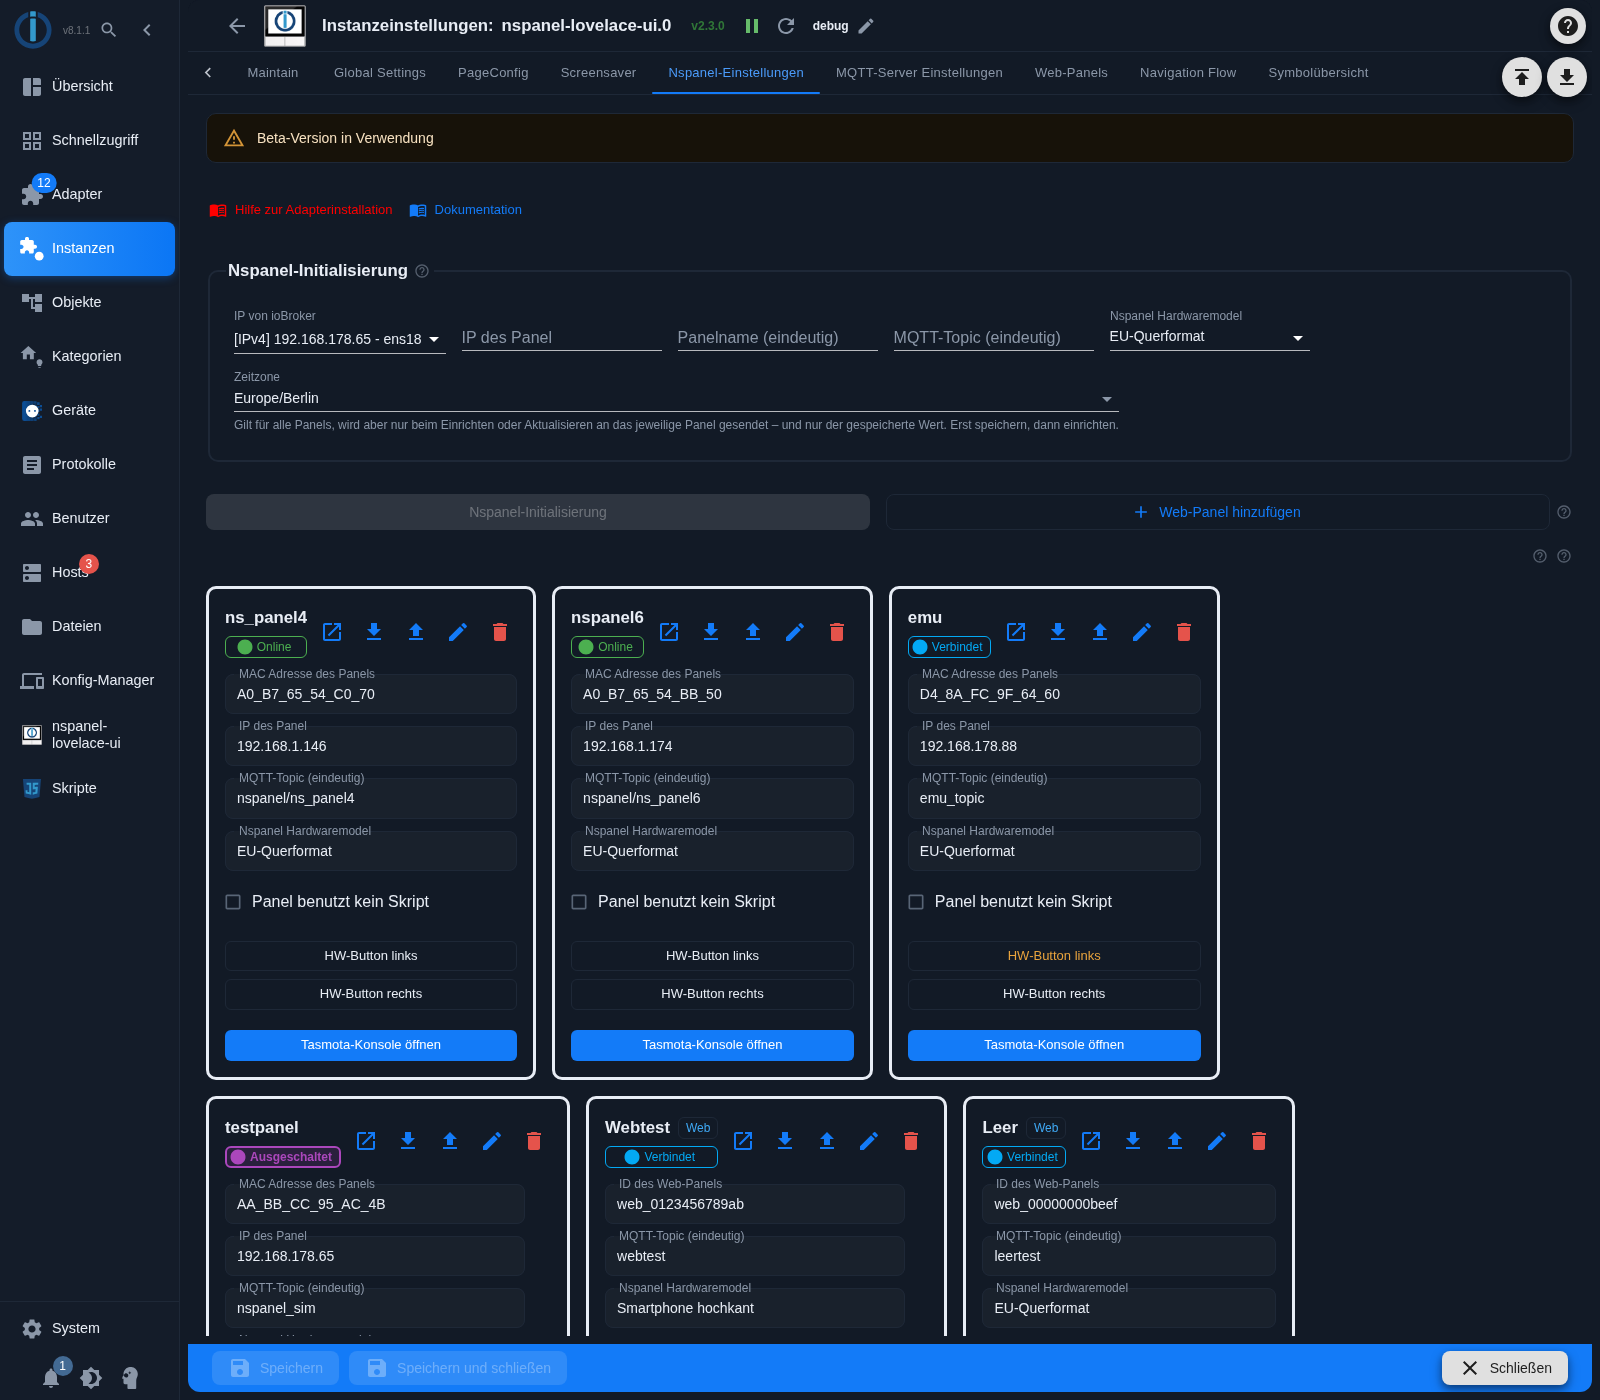 v8.1.1
Übersicht
Schnellzugriff
12
Adapter
Instanzen
Objekte
Kategorien
Geräte
Protokolle
Benutzer
Hosts
3
Dateien
Konfig-Manager
nspanel-
lovelace-ui
Skripte
System
1
Instanzeinstellungen: nspanel-lovelace-ui.0 v2.3.0 debug
Maintain Global Settings PageConfig Screensaver Nspanel-Einstellungen MQTT-Server Einstellungen Web-Panels Navigation Flow Symbolübersicht
Beta-Version in Verwendung
Hilfe zur Adapterinstallation Dokumentation
Nspanel-Initialisierung
IP von ioBroker Nspanel Hardwaremodel
[IPv4] 192.168.178.65 - ens18 IP des Panel Panelname (eindeutig) MQTT-Topic (eindeutig) EU-Querformat
Zeitzone
Europe/Berlin
Gilt für alle Panels, wird aber nur beim Einrichten oder Aktualisieren an das jeweilige Panel gesendet – und nur der gespeicherte Wert. Erst speichern, dann einrichten.
Nspanel-Initialisierung Web-Panel hinzufügen
ns_panel4
Online
MAC Adresse des Panels
A0_B7_65_54_C0_70
IP des Panel
192.168.1.146
MQTT-Topic (eindeutig)
nspanel/ns_panel4
Nspanel Hardwaremodel
EU-Querformat
Panel benutzt kein Skript
HW-Button links
HW-Button rechts
Tasmota-Konsole öffnen
nspanel6
Online
MAC Adresse des Panels
A0_B7_65_54_BB_50
IP des Panel
192.168.1.174
MQTT-Topic (eindeutig)
nspanel/ns_panel6
Nspanel Hardwaremodel
EU-Querformat
Panel benutzt kein Skript
HW-Button links
HW-Button rechts
Tasmota-Konsole öffnen
emu
Verbindet
MAC Adresse des Panels
D4_8A_FC_9F_64_60
IP des Panel
192.168.178.88
MQTT-Topic (eindeutig)
emu_topic
Nspanel Hardwaremodel
EU-Querformat
Panel benutzt kein Skript
HW-Button links
HW-Button rechts
Tasmota-Konsole öffnen
testpanel
Ausgeschaltet
MAC Adresse des Panels
AA_BB_CC_95_AC_4B
IP des Panel
192.168.178.65
MQTT-Topic (eindeutig)
nspanel_sim
Webtest Web
Verbindet
ID des Web-Panels
web_0123456789ab
MQTT-Topic (eindeutig)
webtest
Nspanel Hardwaremodel
Smartphone hochkant
Leer Web
Verbindet
ID des Web-Panels
web_00000000beef
MQTT-Topic (eindeutig)
leertest
Nspanel Hardwaremodel
EU-Querformat
Speichern Speichern und schließen Schließen